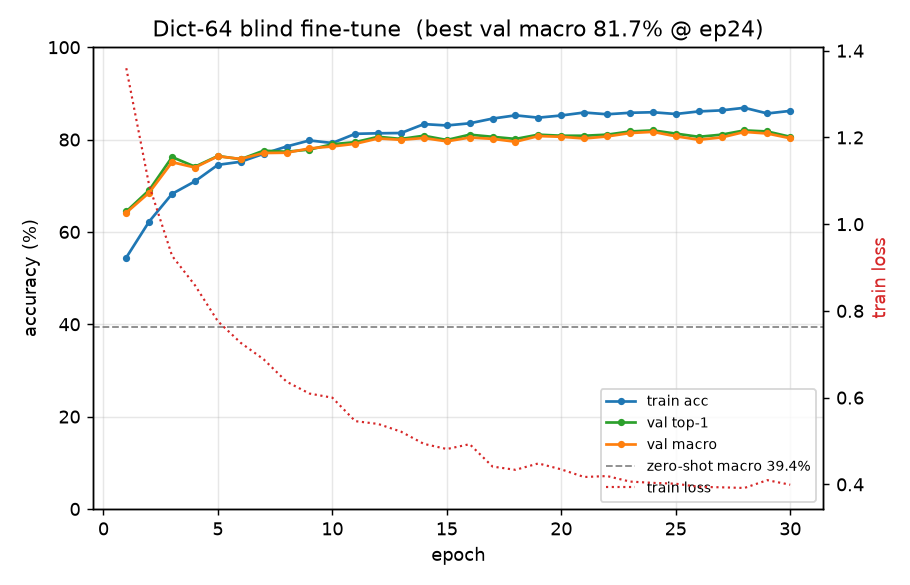 Dict-64 blind fine-tune  (best val macro 81.7% @ ep24)
100
80
60
40
20
0
accuracy (%)
0 5 10 15 20 25 30
epoch
1.4
1.2
1.0
0.8
0.6
0.4
train loss
train acc
val top-1
val macro
zero-shot macro 39.4%
train loss